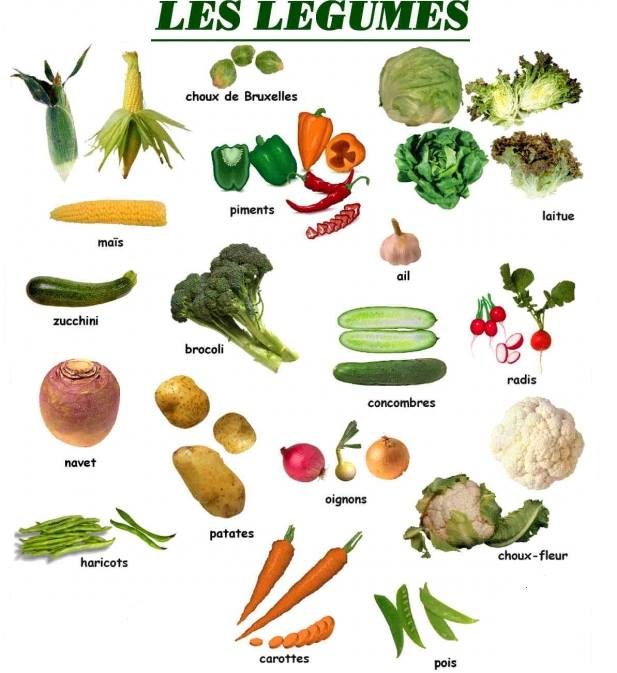 LES LEGUMES
choux de Bruxelles
piments
laitue
maïs
ail
zucchini
brocoli
radis
concombres
navet
oignons
patates
choux-fleur
haricots
carottes
pois